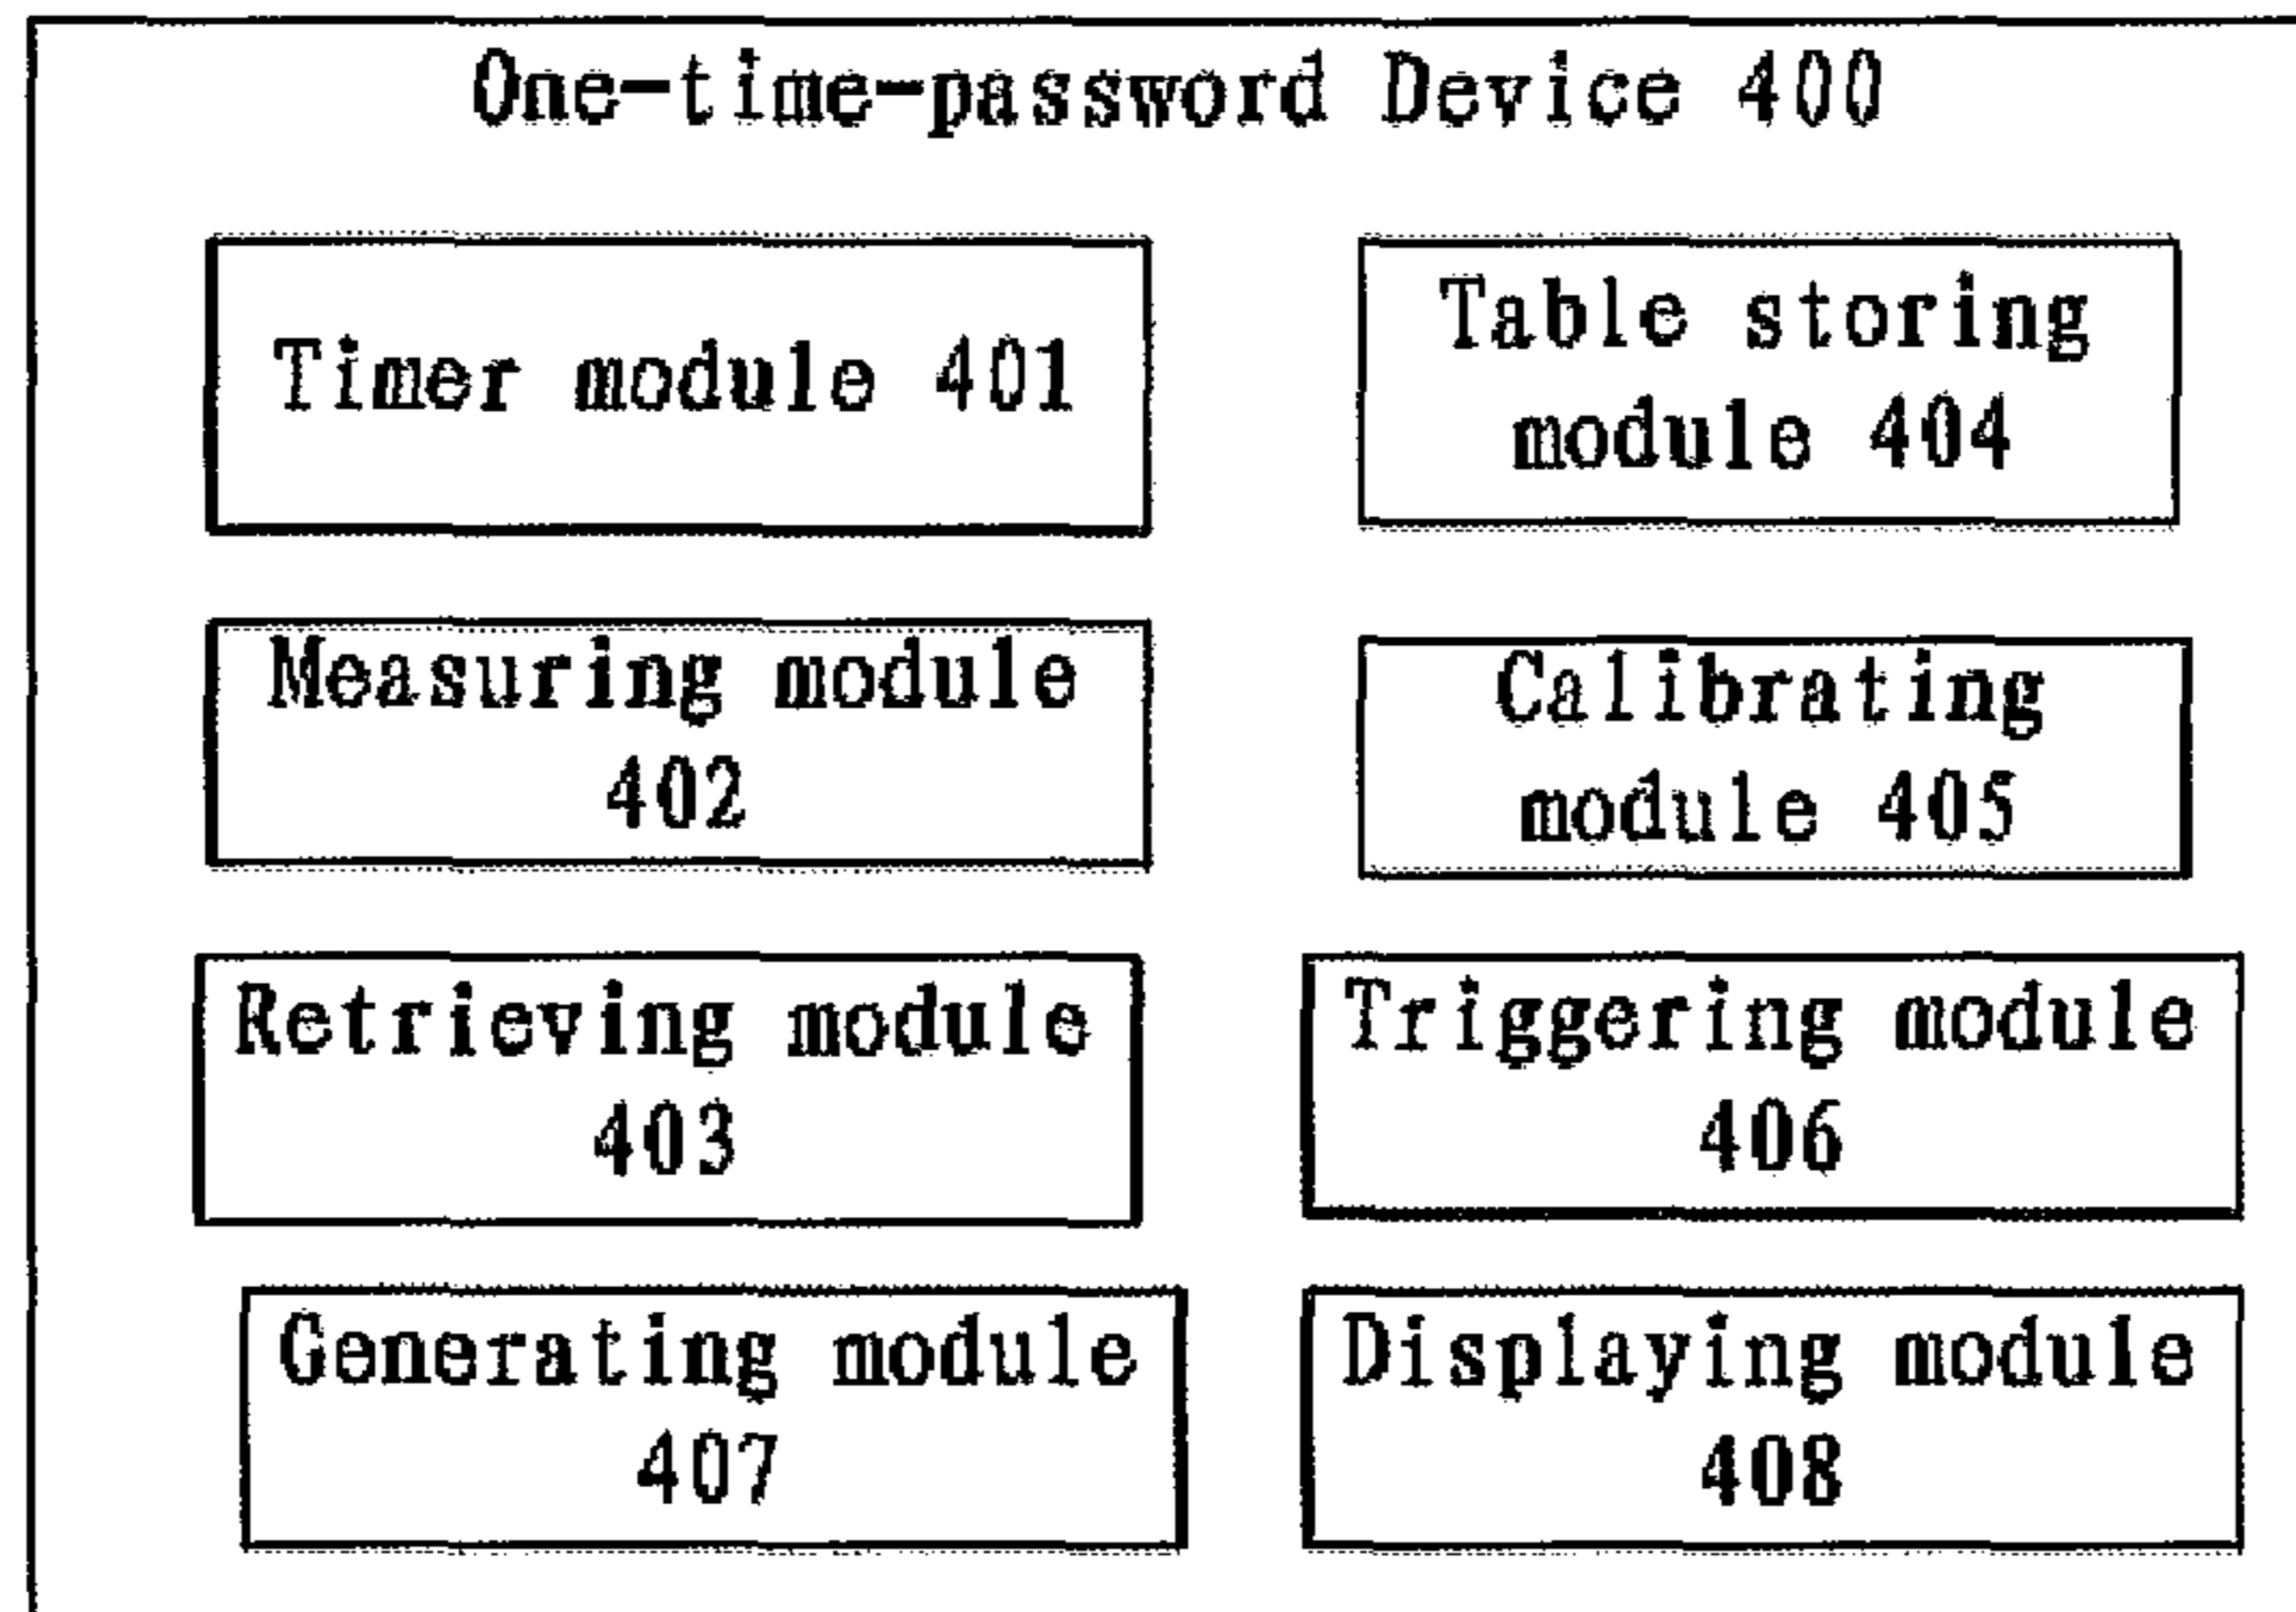 One-time-password Device 400
Timer module 401
Table storing
module 404
Measuring module
402
Calibrating
module 405
Retrieving module
403
Triggering module
406
Generating module
407
Displaying module
408